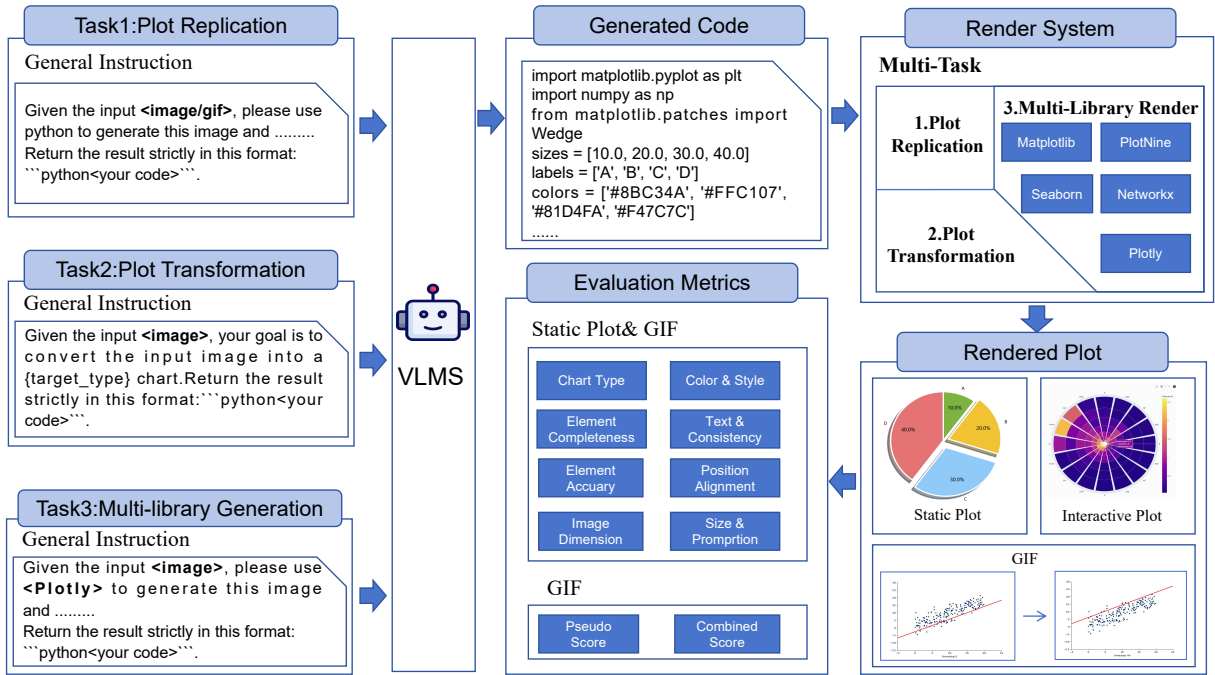 Task1:Plot Replication
General Instruction
Given the input <image/gif>, please use
python to generate this image and .........
Return the result strictly in this format:
```python<your code>```.
Task2:Plot Transformation
General Instruction
Given the input <image>, your goal is to
convert the input image into a
{target_type} chart.Return the result
strictly in this format:```python<your
code>```.
Task3:Multi-library Generation
General Instruction
Given the input <image>, please use
<Plotly> to generate this image
and .........
Return the result strictly in this format:
```python<your code>```.
VLMS
Generated Code
import matplotlib.pyplot as plt
import numpy as np
from matplotlib.patches import
Wedge
sizes = [10.0, 20.0, 30.0, 40.0]
labels = ['A', 'B', 'C', 'D']
colors = ['#8BC34A', '#FFC107',
'#81D4FA', '#F47C7C']
......
Evaluation Metrics
Static Plot& GIF
Chart Type
Color & Style
Element
Completeness
Text &
Consistency
Element
Accuary
Position
Alignment
Image
Dimension
Size &
Promprtion
GIF
Pseudo
Score
Combined
Score
Render System
Multi-Task
1.Plot
Replication
2.Plot
Transformation
3.Multi-Library Render
Matplotlib
PlotNine
Seaborn
Networkx
Plotly
Rendered Plot
A
10.0%
B
20.0%
D
40.0%
30.0%
C
Static Plot
Interactive Plot
GIF